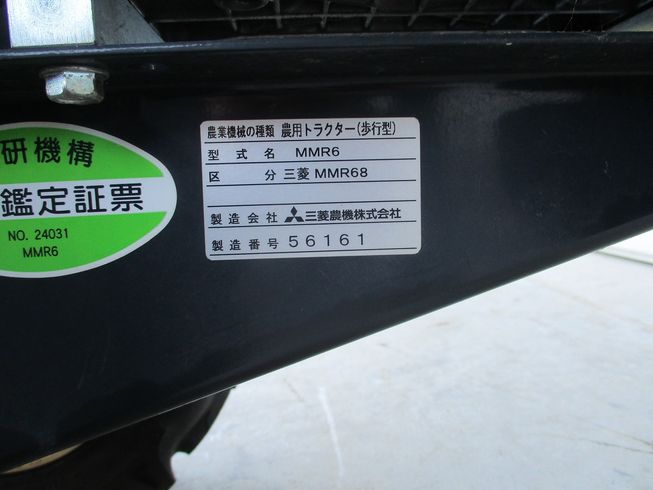 研機構
鑑定証票
NO. 24031
MMR6
農業機械の種類 農用トラクター(歩行型)
型式名 MMR6
区分 三菱 MMR68
製造会社 三菱農機株式会社
製造番号 56161